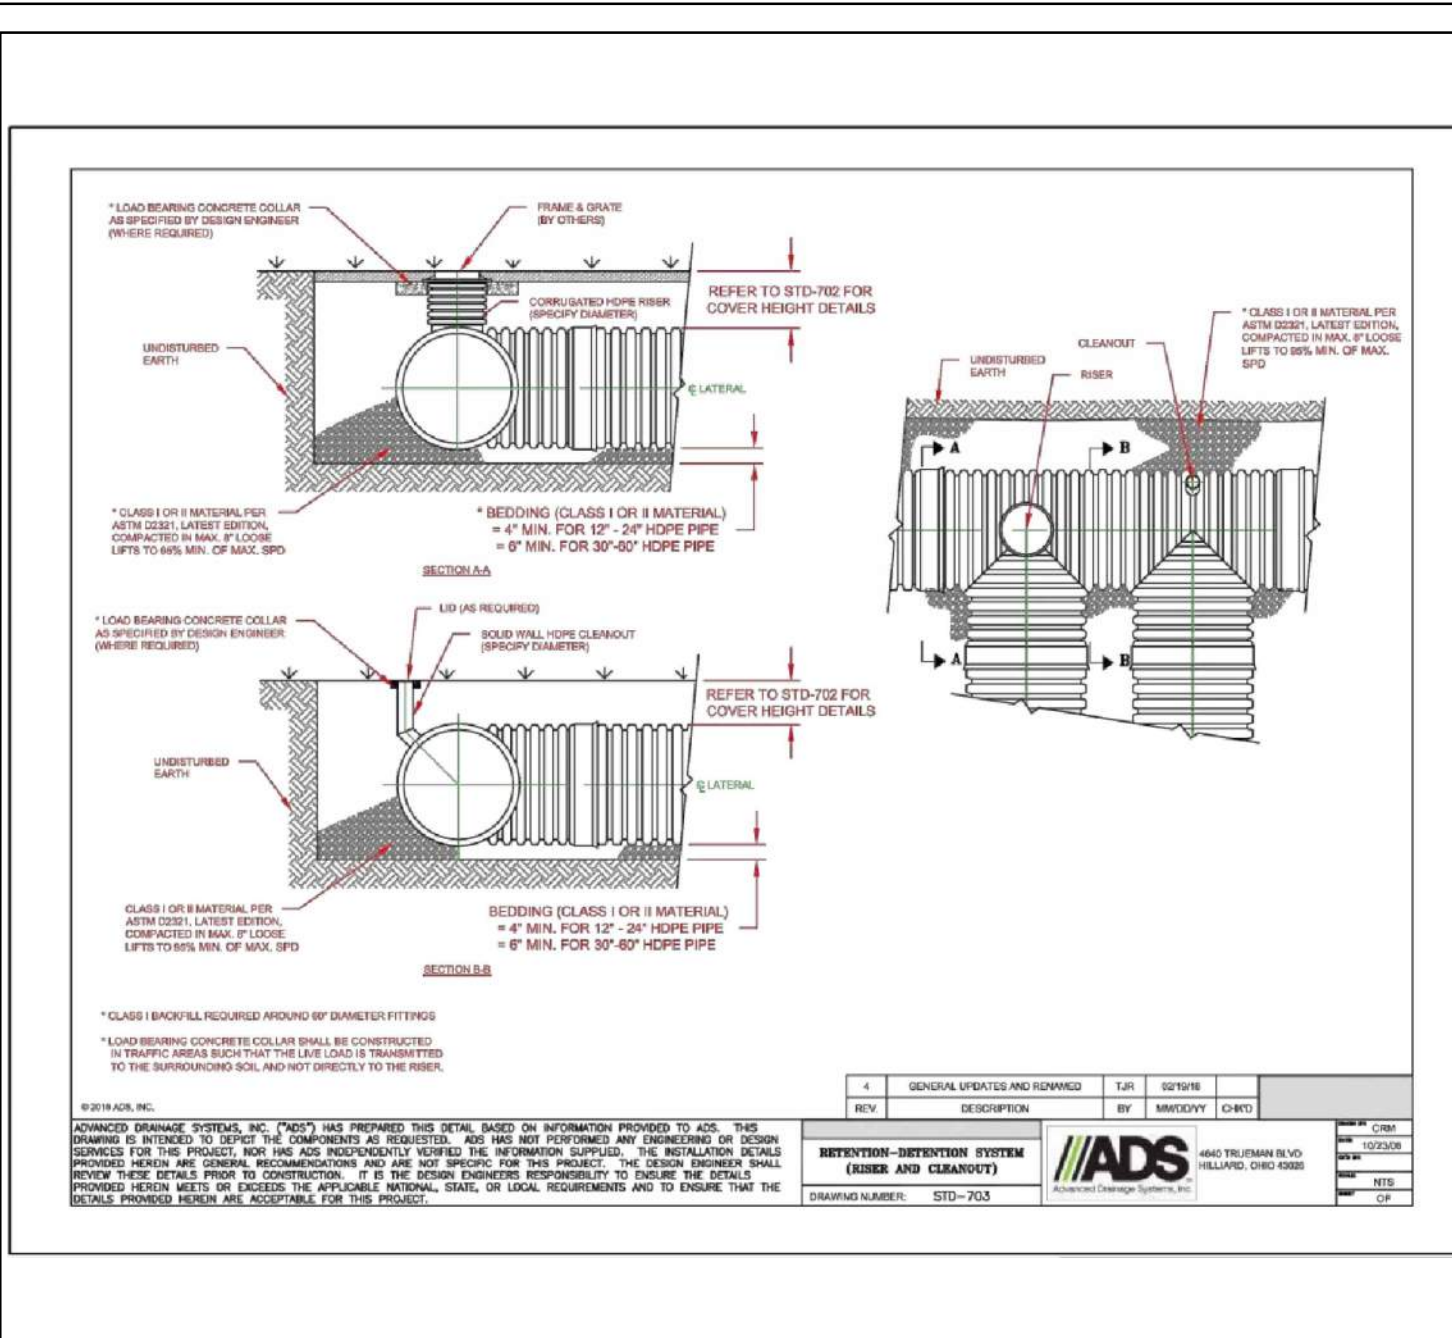 * LOAD BEARING CONCRETE COLLAR
AS SPECIFIED BY DESIGN ENGINEER
(WHERE REQUIRED)
FRAME & GRATE
(BY OTHERS)
CORRUGATED HDPE RISER
(SPECIFY DIAMETER)
REFER TO STD-702 FOR
COVER HEIGHT DETAILS
UNDISTURBED
EARTH
℄ LATERAL
* CLASS I OR II MATERIAL PER
ASTM D2321, LATEST EDITION,
COMPACTED IN MAX. 8" LOOSE
LIFTS TO 95% MIN. OF MAX. SPD
* BEDDING (CLASS I OR II MATERIAL)
= 4" MIN. FOR 12" - 24" HDPE PIPE
= 6" MIN. FOR 30"-60" HDPE PIPE
SECTION A-A
* LOAD BEARING CONCRETE COLLAR
AS SPECIFIED BY DESIGN ENGINEER
(WHERE REQUIRED)
LID (AS REQUIRED)
SOLID WALL HDPE CLEANOUT
(SPECIFY DIAMETER)
REFER TO STD-702 FOR
COVER HEIGHT DETAILS
UNDISTURBED
EARTH
℄ LATERAL
CLASS I OR II MATERIAL PER
ASTM D2321, LATEST EDITION,
COMPACTED IN MAX. 8" LOOSE
LIFTS TO 95% MIN. OF MAX. SPD
BEDDING (CLASS I OR II MATERIAL)
= 4" MIN. FOR 12" - 24" HDPE PIPE
= 6" MIN. FOR 30"-60" HDPE PIPE
SECTION B-B
* CLASS I OR II MATERIAL PER
ASTM D2321, LATEST EDITION,
COMPACTED IN MAX. 8" LOOSE
LIFTS TO 95% MIN. OF MAX.
SPD
CLEANOUT
UNDISTURBED
EARTH
RISER
A
B
A
B
* CLASS I BACKFILL REQUIRED AROUND 60" DIAMETER FITTINGS
* LOAD BEARING CONCRETE COLLAR SHALL BE CONSTRUCTED
IN TRAFFIC AREAS SUCH THAT THE LIVE LOAD IS TRANSMITTED
TO THE SURROUNDING SOIL AND NOT DIRECTLY TO THE RISER.
4 GENERAL UPDATES AND RENAMED TJR 02/19/18
REV. DESCRIPTION BY MM/DD/YY CHK'D
ADS, INC.
ADVANCED DRAINAGE SYSTEMS, INC. ("ADS") HAS PREPARED THIS DETAIL BASED ON INFORMATION PROVIDED TO ADS. THIS
DRAWING IS INTENDED TO DEPICT THE COMPONENTS AS REQUESTED. ADS HAS NOT PERFORMED ANY ENGINEERING OR DESIGN
SERVICES FOR THIS PROJECT, NOR HAS ADS INDEPENDENTLY VERIFIED THE INFORMATION SUPPLIED. THE INSTALLATION DETAILS
PROVIDED HEREIN ARE GENERAL RECOMMENDATIONS AND ARE NOT SPECIFIC FOR THIS PROJECT. THE DESIGN ENGINEER SHALL
REVIEW THESE DETAILS PRIOR TO CONSTRUCTION. IT IS THE DESIGN ENGINEERS RESPONSIBILITY TO ENSURE THE DETAILS
PROVIDED HEREIN MEETS OR EXCEEDS THE APPLICABLE NATIONAL, STATE, OR LOCAL REQUIREMENTS AND TO ENSURE THAT THE
DETAILS PROVIDED HEREIN ARE ACCEPTABLE FOR THIS PROJECT.
RETENTION-DETENTION SYSTEM
(RISER AND CLEANOUT)
DRAWING NUMBER: STD-703
ADS
Advanced Drainage Systems, Inc.
4640 TRUEMAN BLVD
HILLIARD, OHIO 43026
CRM
10/23/08
NTS
OF